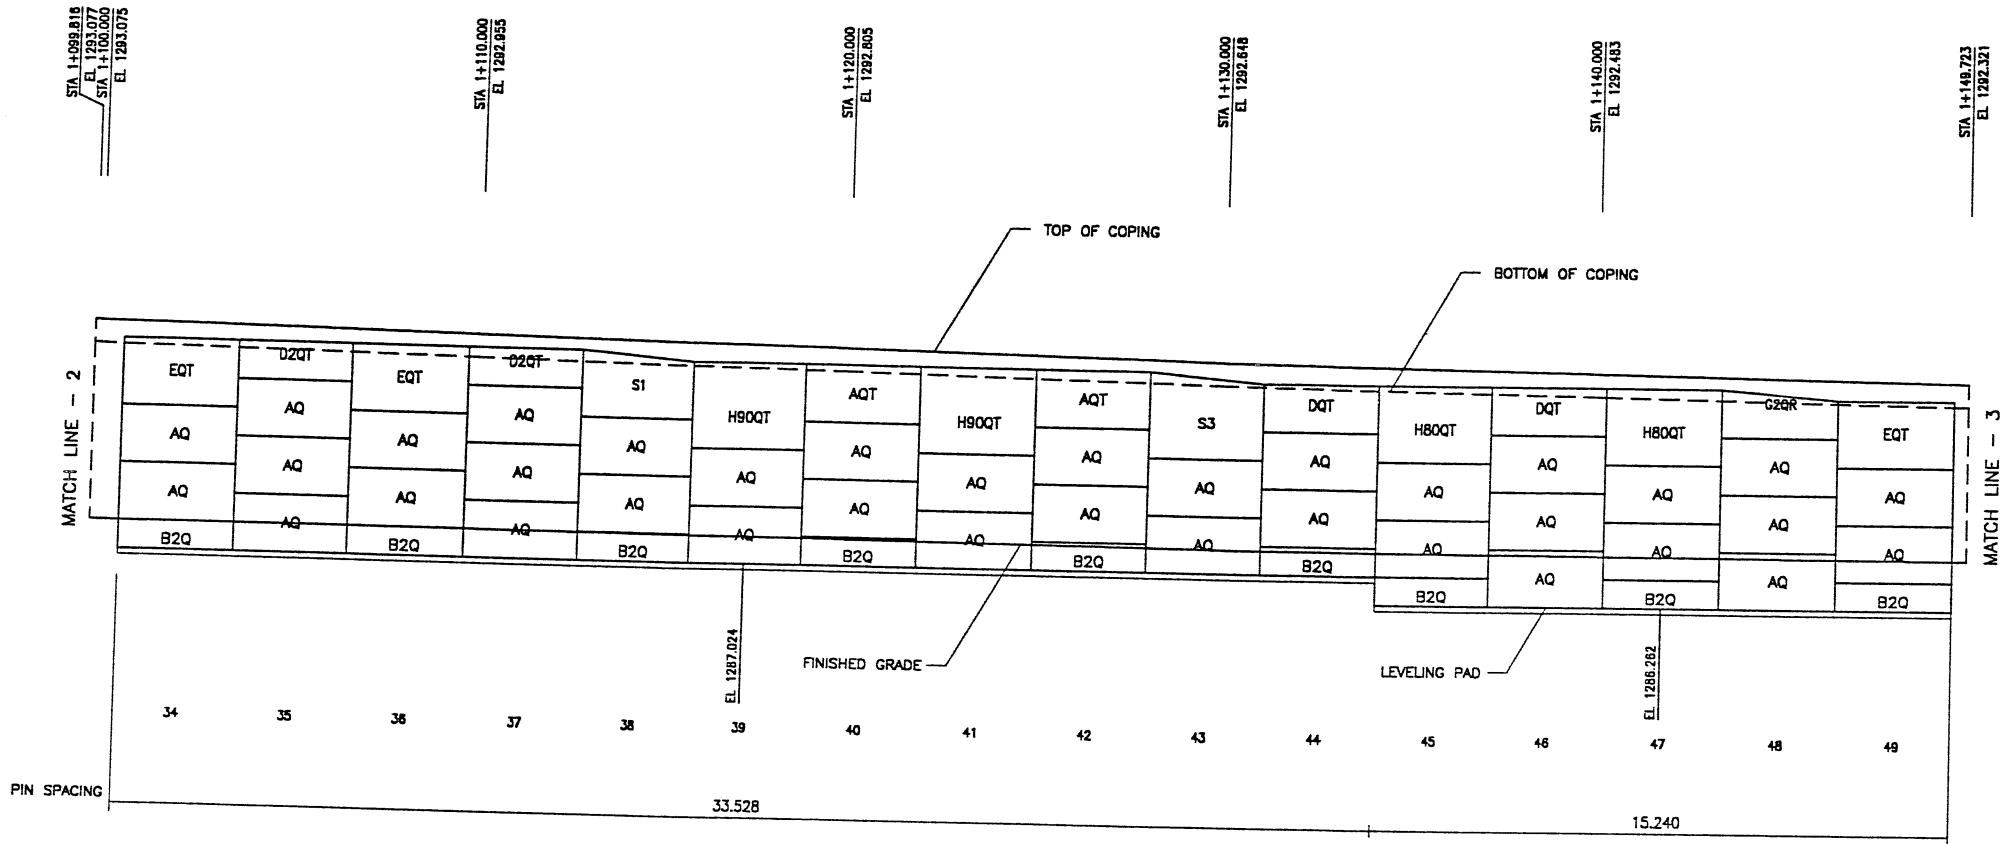 STA 1+099.818
EL 1293.077
STA 1+100.000
EL 1293.075
STA 1+110.000
EL 1292.955
STA 1+120.000
EL 1292.805
STA 1+130.000
EL 1292.648
STA 1+140.000
EL 1292.483
STA 1+149.723
EL 1292.321
TOP OF COPING
BOTTOM OF COPING
MATCH LINE - 2
EQT D2QT EQT D2QT S1 H90QT AQT H90QT AQT S3 DQT H80QT DQT H80QT G2QR EQT
AQ AQ AQ AQ AQ AQ AQ AQ AQ AQ AQ AQ AQ AQ AQ AQ
AQ AQ AQ AQ AQ AQ AQ AQ AQ AQ AQ AQ AQ AQ AQ AQ
B2Q AQ B2Q AQ B2Q B2Q B2Q B2Q B2Q AQ B2Q AQ B2Q
MATCH LINE - 3
EL 1287.024
FINISHED GRADE
LEVELING PAD
EL 1286.262
34 35 36 37 38 39 40 41 42 43 44 45 46 47 48 49
PIN SPACING
33.528
15.240